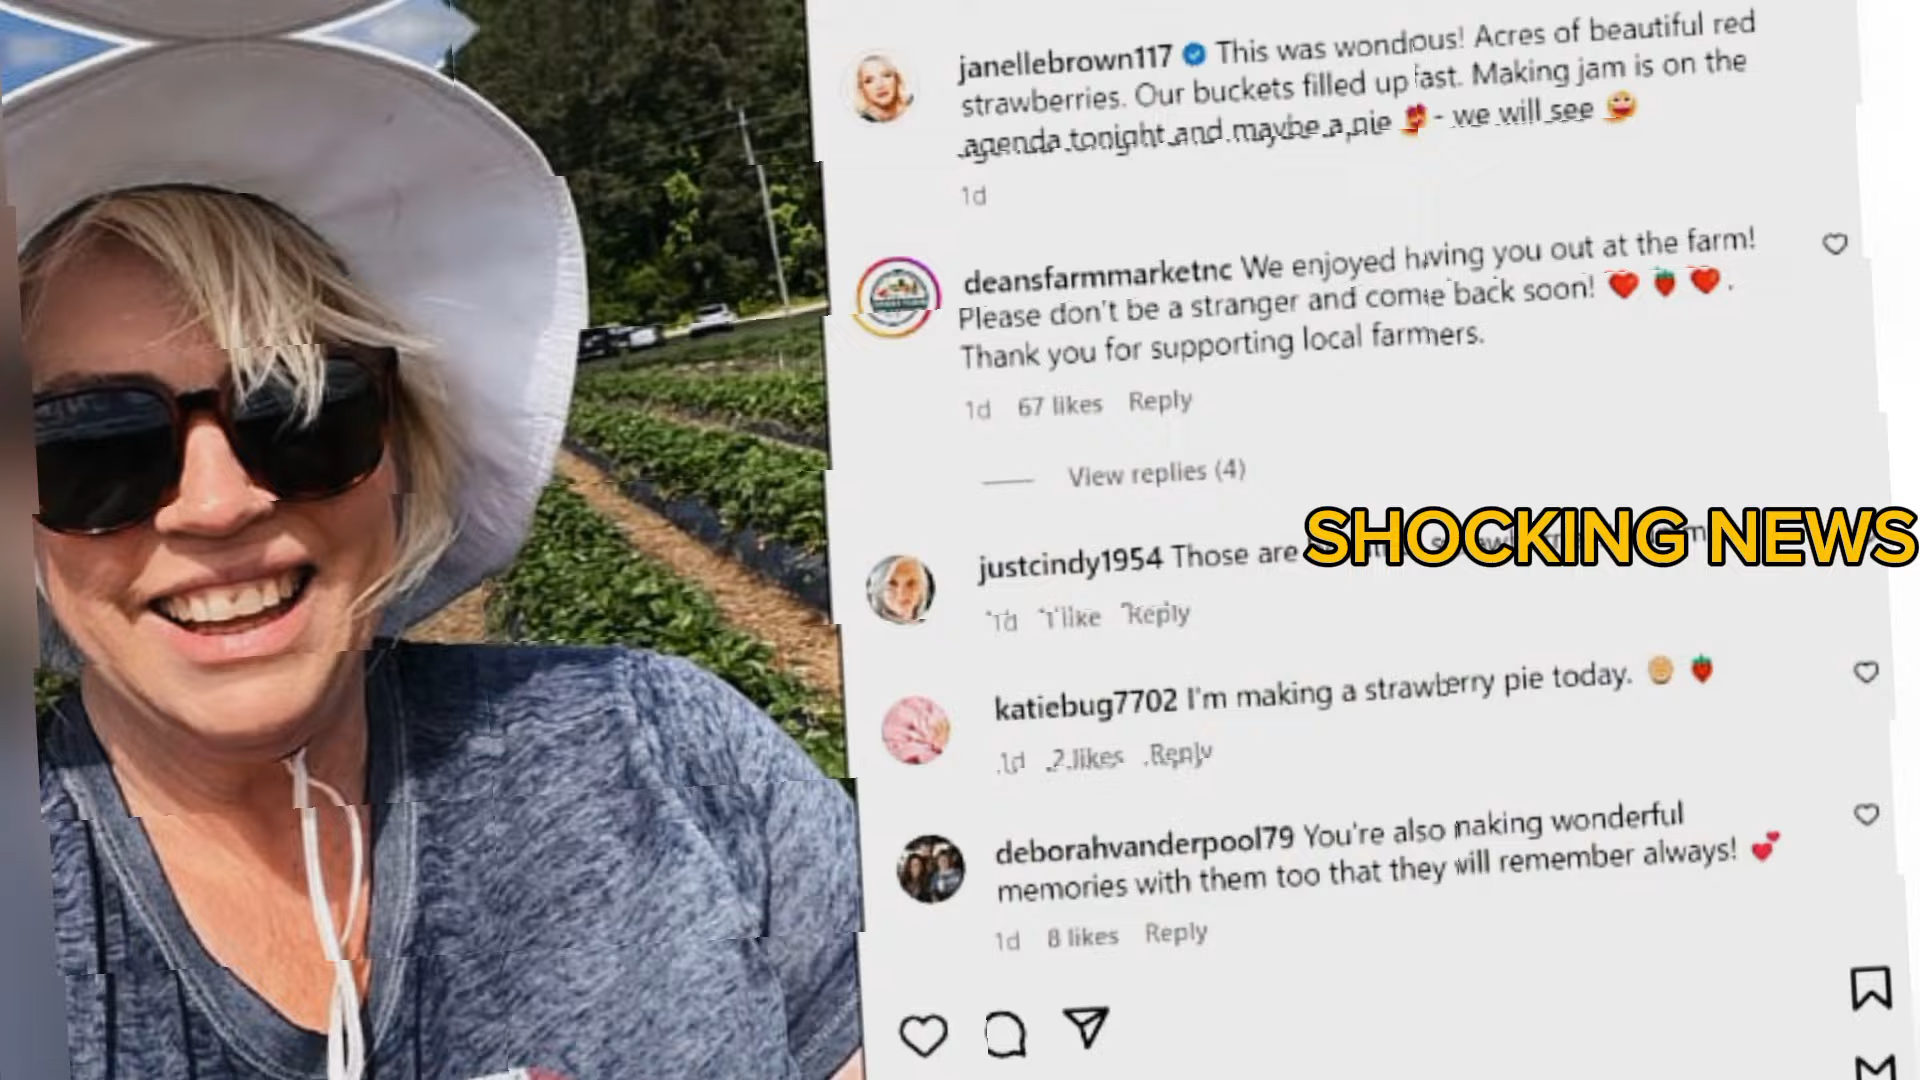 janellebrown117 This was wondrous! Acres of beautiful red
strawberries. Our buckets filled up fast. Making jam is on the
agenda tonight and maybe a pie - we will see
1d
deansfarmmarketnc We enjoyed having you out at the farm!
Please don't be a stranger and come back soon!
Thank you for supporting local farmers.
1d 67 likes Reply
View replies (4)
SHOCKING NEWS
justcindy1954 Those are
1d 1 like Reply
katiebug7702 I'm making a strawberry pie today.
1d 2 likes Reply
deborahvanderpool79 You're also making wonderful
memories with them too that they will remember always!
1d 8 likes Reply